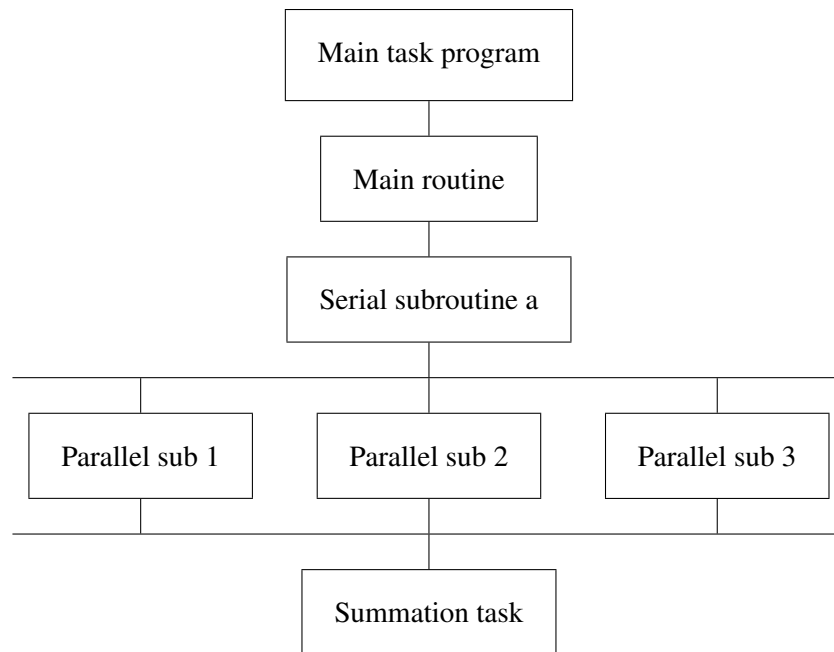 Main task program
Main routine
Serial subroutine a
Parallel sub 1
Parallel sub 2
Parallel sub 3
Summation task